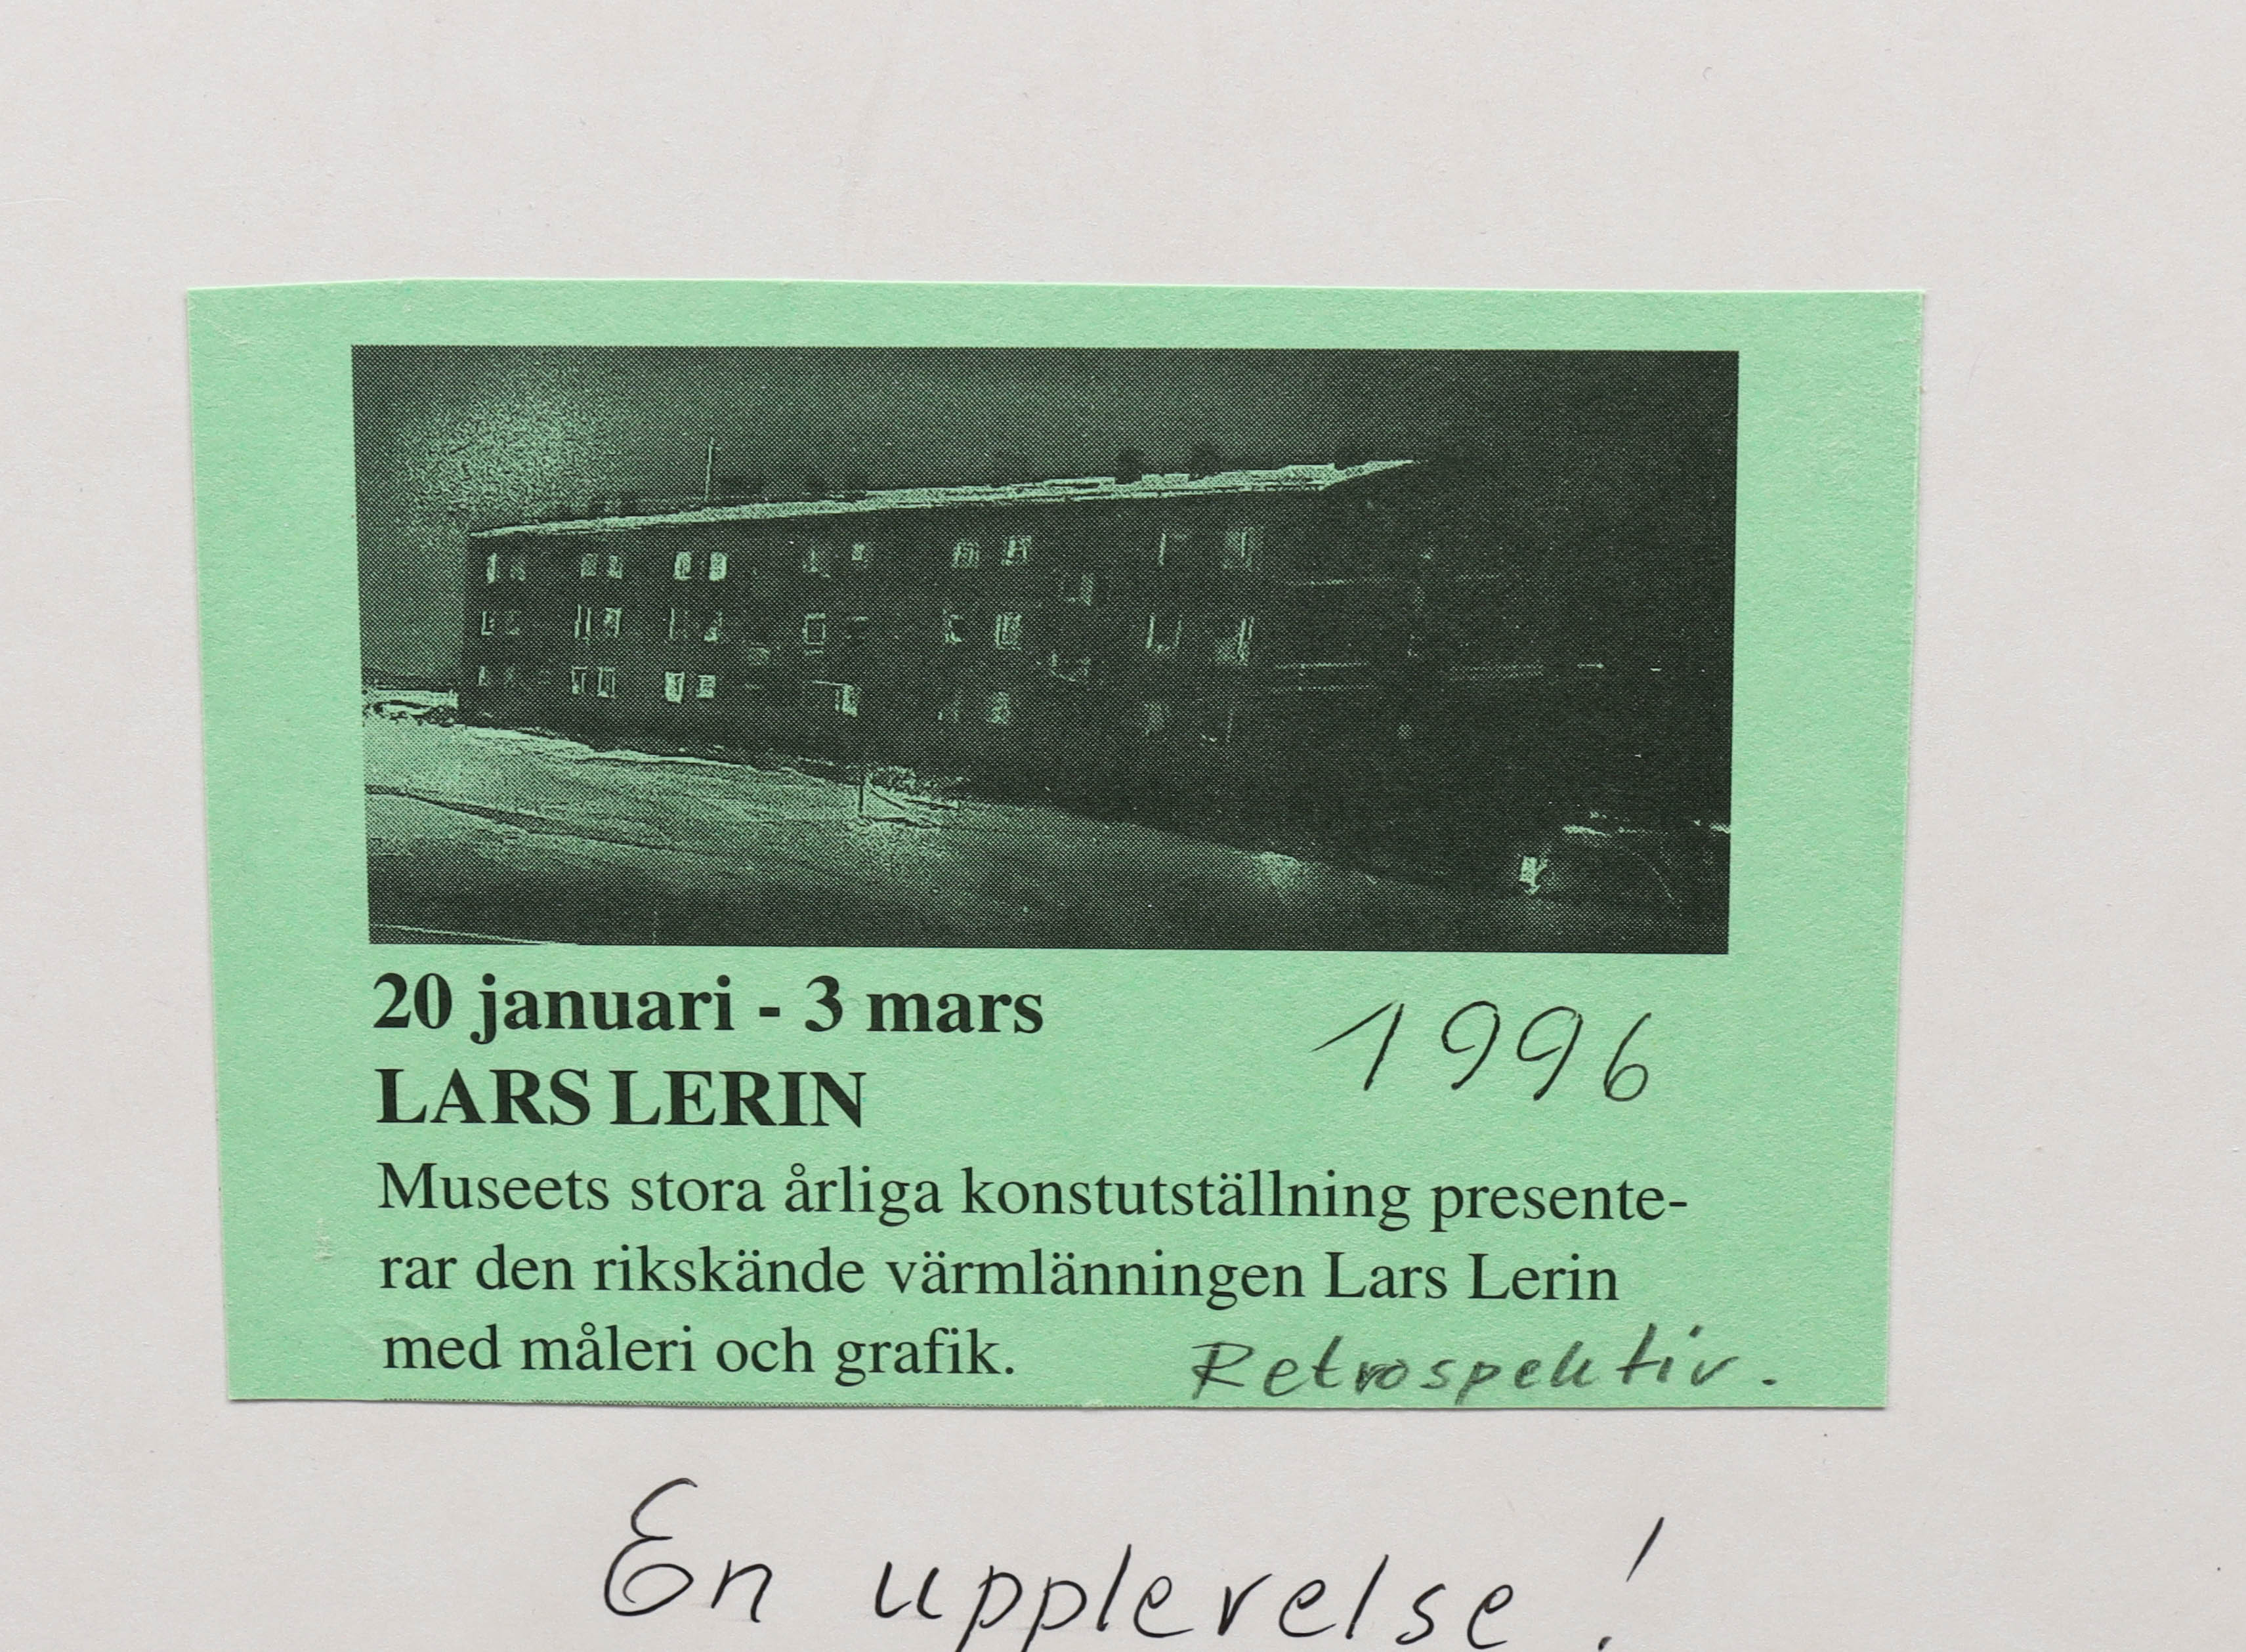 20 januari - 3 mars 1996
LARS LERIN
Museets stora årliga konstutställning presente-
rar den rikskände värmlänningen Lars Lerin
med måleri och grafik. Retrospektiv.
En upplevelse!